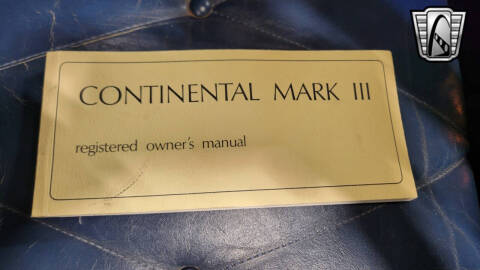 CONTINENTAL MARK III
registered owner's manual